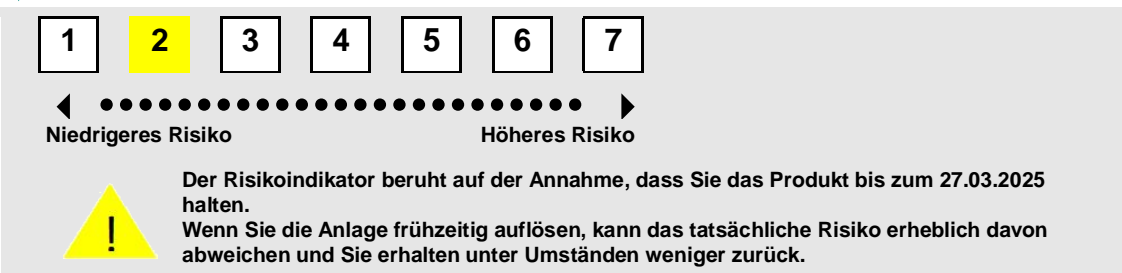 1 2 3 4 5 6 7
Niedrigeres Risiko Höheres Risiko
Der Risikoindikator beruht auf der Annahme, dass Sie das Produkt bis zum 27.03.2025
halten.
Wenn Sie die Anlage frühzeitig auflösen, kann das tatsächliche Risiko erheblich davon
abweichen und Sie erhalten unter Umständen weniger zurück.
!